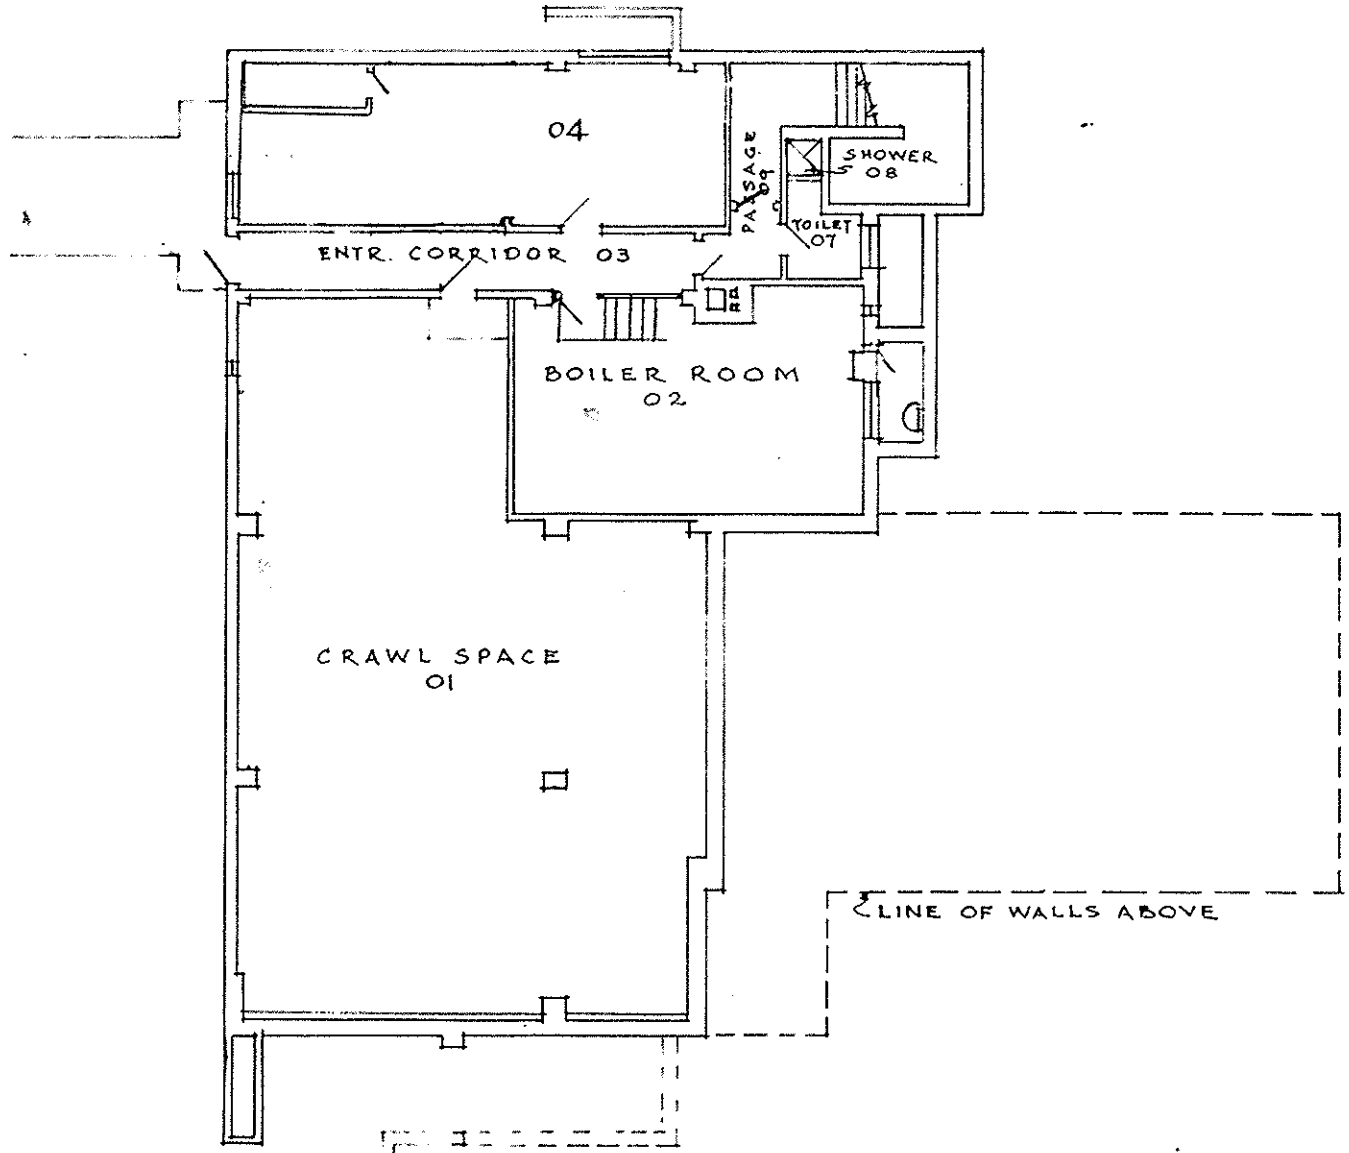 04
PASSAGE
09
SHOWER
08
TOILET
07
ENTR. CORRIDOR 03
BOILER ROOM
02
CRAWL SPACE
01
LINE OF WALLS ABOVE